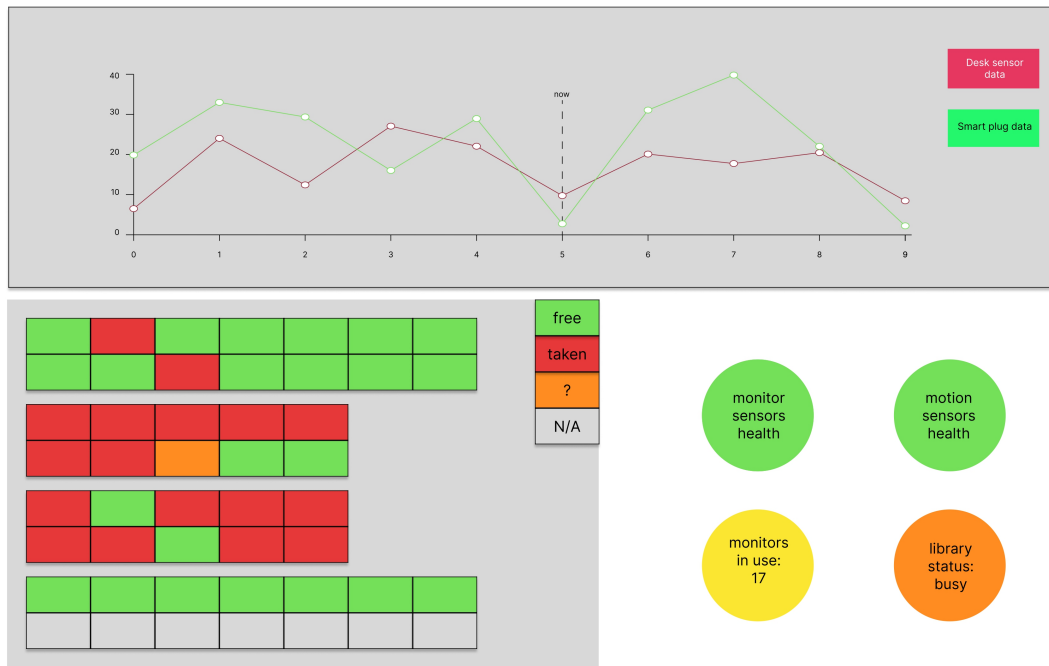 Desk sensor
data
Smart plug data
40
30
20
10
0
now
0 1 2 3 4 5 6 7 8 9
free
taken
?
N/A
monitor
sensors
health
motion
sensors
health
monitors
in use:
17
library
status:
busy